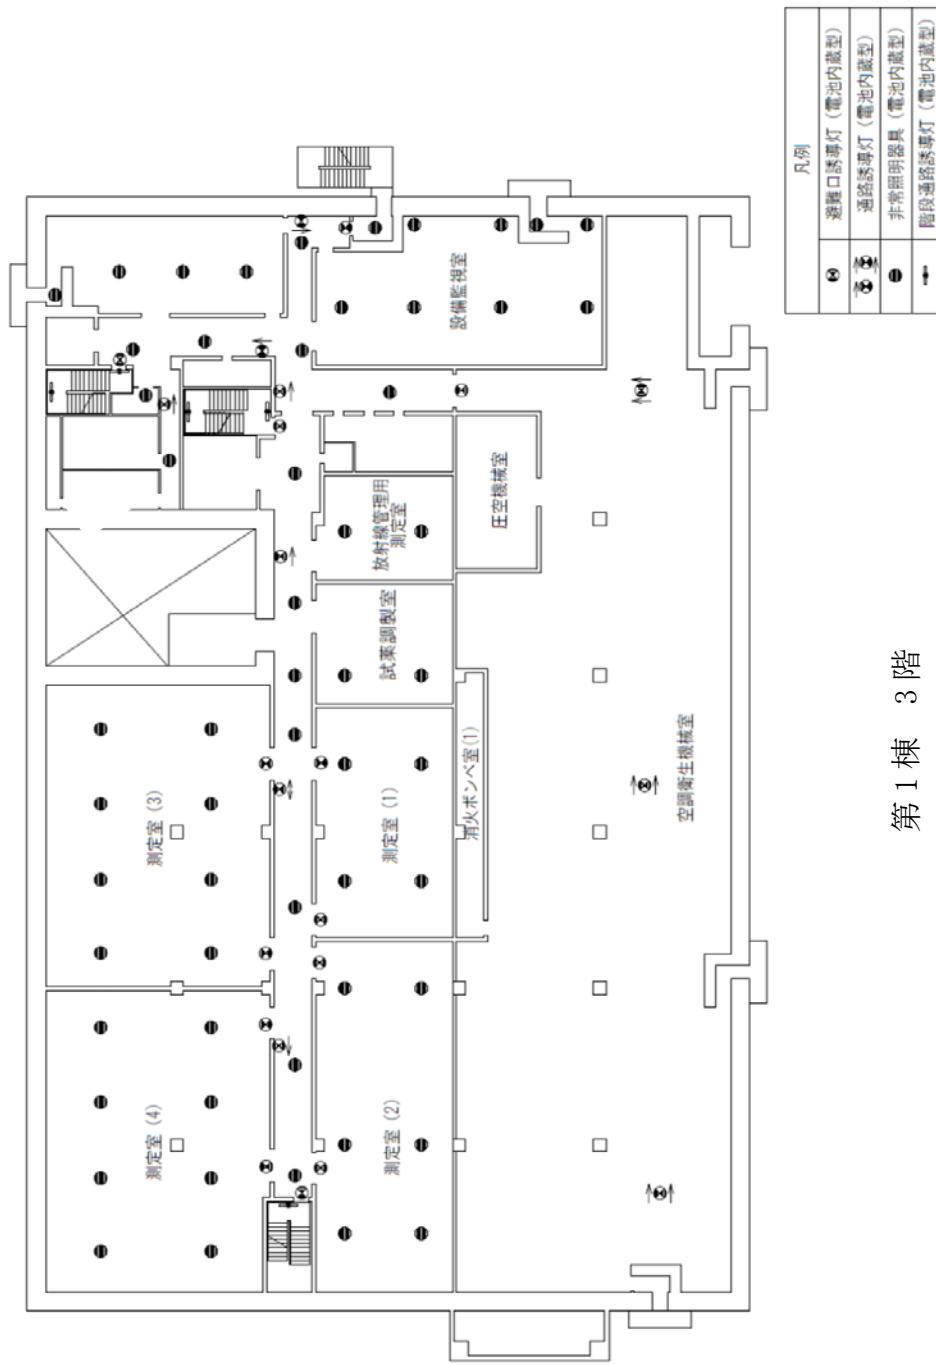 凡例
避難口誘導灯（電池内蔵型）
通路誘導灯（電池内蔵型）
非常照明器具（電池内蔵型）
階段通路誘導灯（電池内蔵型）
設備監視室
放射線管理用
測定室
圧空機械室
試薬調製室
測定室（3）
測定室（1）
消火ボンベ室(1)
空調衛生機械室
測定室（4）
測定室（2）
第1棟　3階